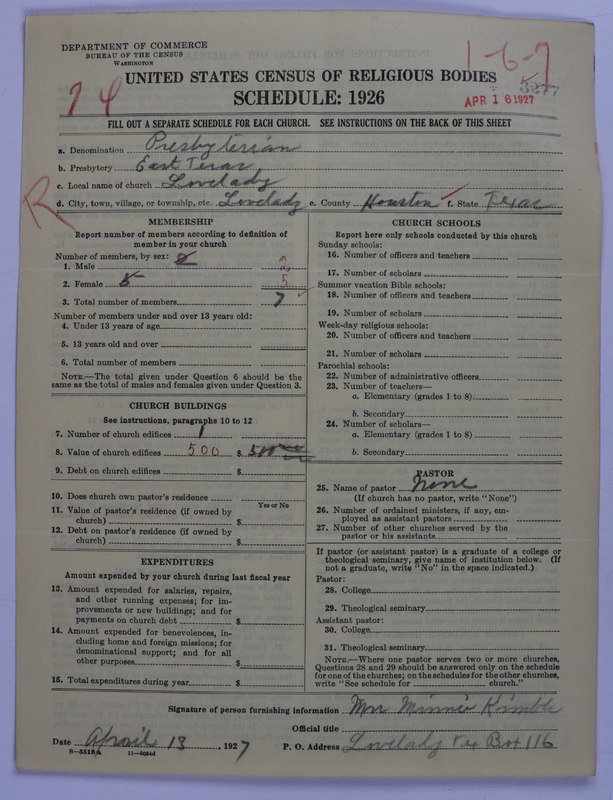 DEPARTMENT OF COMMERCE
BUREAU OF THE CENSUS
WASHINGTON
1-6-7
UNITED STATES CENSUS OF RELIGIOUS BODIES
SCHEDULE: 1926
74
5277
APR 16 1927
FILL OUT A SEPARATE SCHEDULE FOR EACH CHURCH. SEE INSTRUCTIONS ON THE BACK OF THIS SHEET
a. Denomination Presbyterian
b. Presbytery East Texas
c. Local name of church Lovelady
d. City, town, village, or township, etc. Lovelady e. County Houston f. State Texas
R
MEMBERSHIP
Report number of members according to definition of
member in your church
Number of members, by sex: 2
1. Male 2
2. Female 5 5
3. Total number of members 7
Number of members under and over 13 years old:
4. Under 13 years of age
5. 13 years old and over
6. Total number of members
NOTE.—The total given under Question 6 should be the
same as the total of males and females given under Question 3.
CHURCH BUILDINGS
See instructions, paragraphs 10 to 12
7. Number of church edifices 1
8. Value of church edifices 500 $ 500
9. Debt on church edifices $
10. Does church own pastor's residence
Yes or No
11. Value of pastor's residence (if owned by
church) $
12. Debt on pastor's residence (if owned by
church) $
EXPENDITURES
Amount expended by your church during last fiscal year
13. Amount expended for salaries, repairs,
and other running expenses; for im-
provements or new buildings; and for
payments on church debt $
14. Amount expended for benevolences, in-
cluding home and foreign missions; for
denominational support; and for all
other purposes $
15. Total expenditures during year $
CHURCH SCHOOLS
Report here only schools conducted by this church
Sunday schools:
16. Number of officers and teachers
17. Number of scholars
Summer vacation Bible schools:
18. Number of officers and teachers
19. Number of scholars
Week-day religious schools:
20. Number of officers and teachers
21. Number of scholars
Parochial schools:
22. Number of administrative officers
23. Number of teachers—
a. Elementary (grades 1 to 8)
b. Secondary
24. Number of scholars—
a. Elementary (grades 1 to 8)
b. Secondary
PASTOR
25. Name of pastor None
(If church has no pastor, write "None")
26. Number of ordained ministers, if any, em-
ployed as assistant pastors
27. Number of other churches served by the
pastor or his assistants
If pastor (or assistant pastor) is a graduate of a college or
theological seminary, give name of institution below. (If
not a graduate, write "No" in the space indicated.)
Pastor:
28. College
29. Theological seminary
Assistant pastor:
30. College
31. Theological seminary
NOTE.—Where one pastor serves two or more churches,
Questions 28 and 29 should be answered only on the schedule
for one of the churches; on the schedules for the other churches,
write "See schedule for church."
Signature of person furnishing information Mrs Minnie Kimble
Official title
Date April 13, 1927 P. O. Address Lovelady Tex Box 116
8-5318a 11-9084d